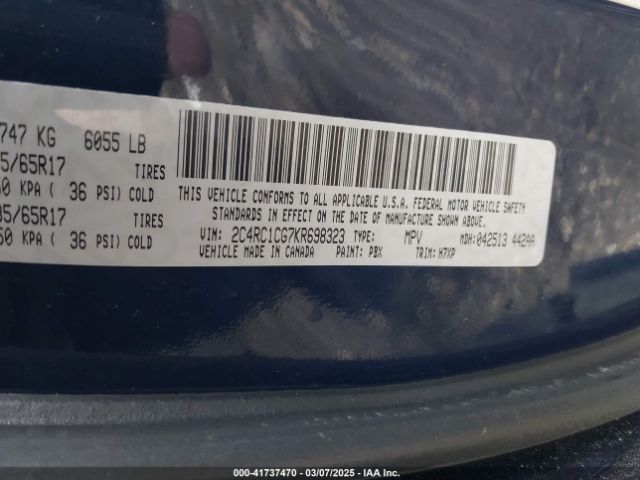 747 KG 6055 LB
5/65R17 TIRES
50 KPA ( 36 PSI) COLD
5/65R17 TIRES
50 KPA ( 36 PSI) COLD
THIS VEHICLE CONFORMS TO ALL APPLICABLE U.S.A. FEDERAL MOTOR VEHICLE SAFETY
STANDARDS IN EFFECT ON THE DATE OF MANUFACTURE SHOWN ABOVE.
VIN: 2C4RC1CG7KR698323 TYPE: MPV MDH: 042513 442AA
VEHICLE MADE IN CANADA PAINT: PBX TRIM: H7XP
000-41737470 • 03/07/2025 - IAA Inc.